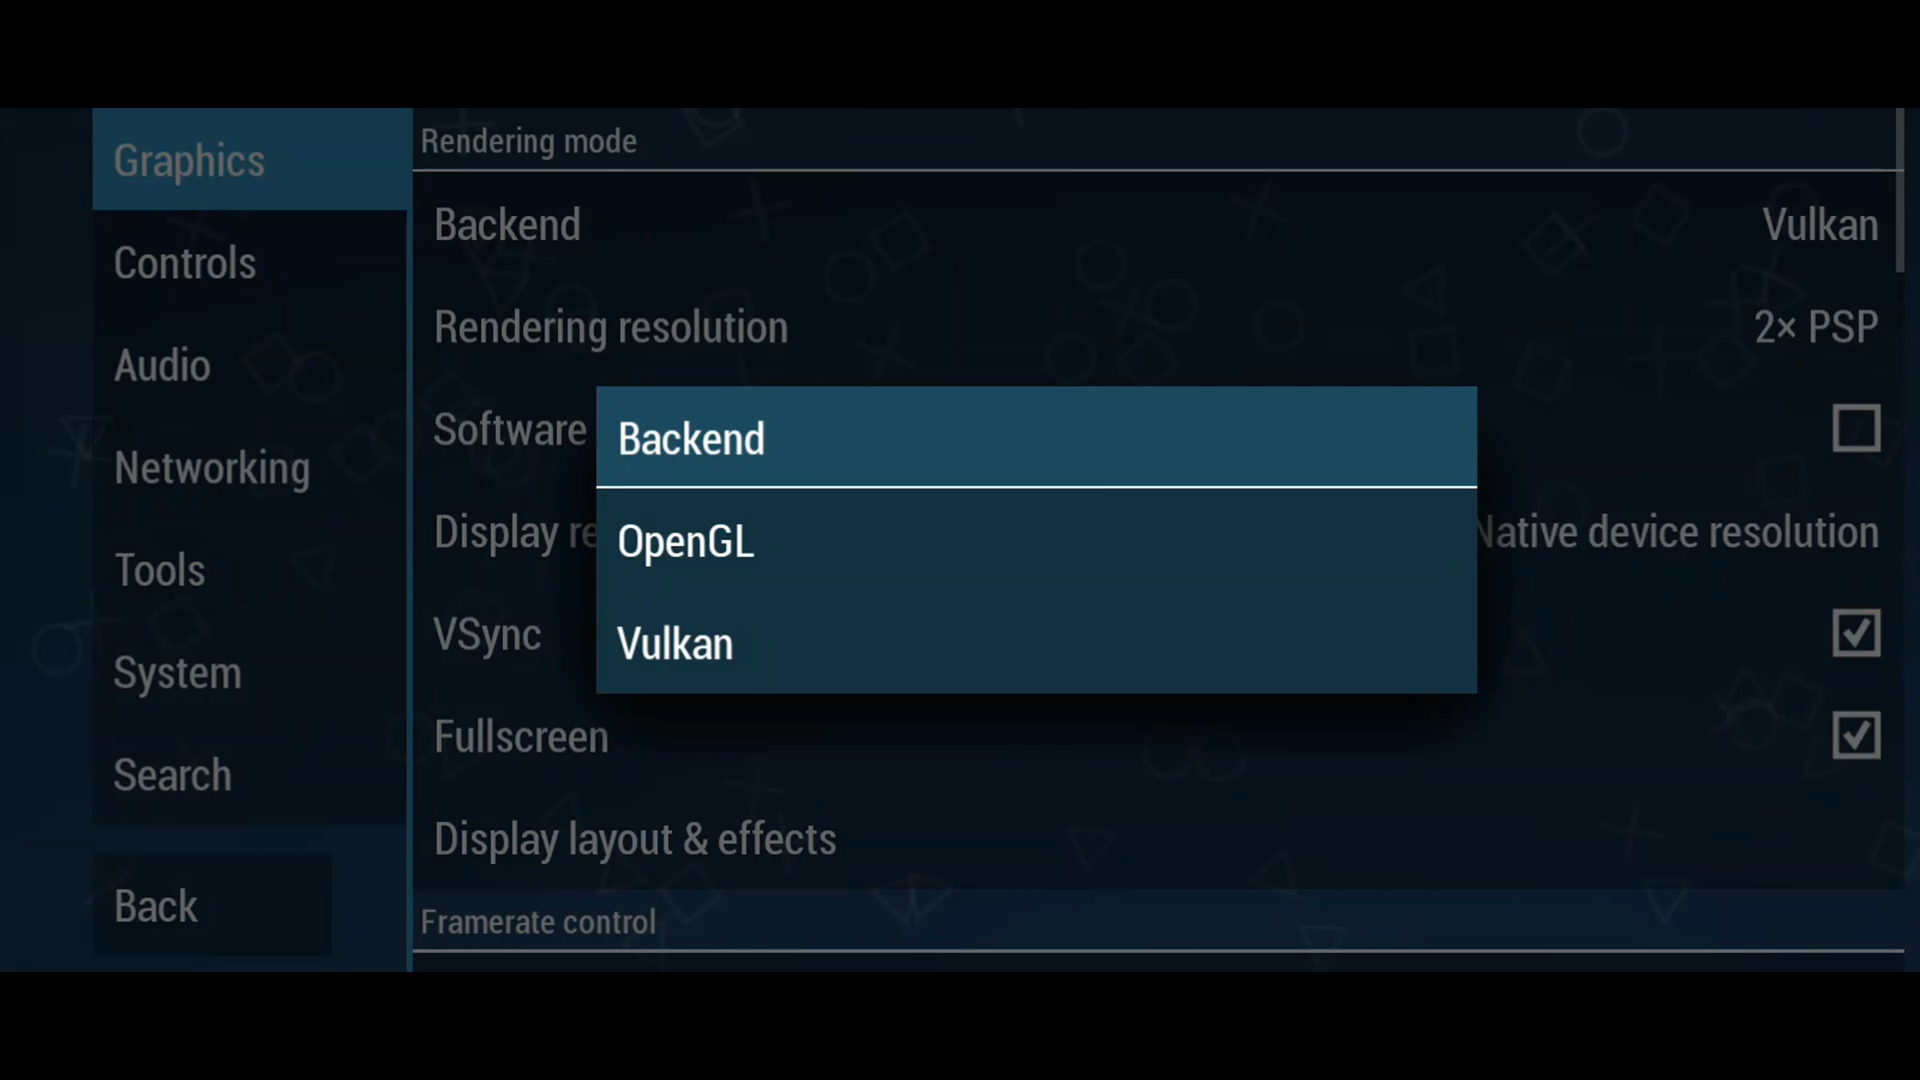 Graphics
Controls
Audio
Networking
Tools
System
Search
Back
Rendering mode
Backend Vulkan
Rendering resolution 2× PSP
Software
Display Native device resolution
VSync
Fullscreen
Display layout & effects
Framerate control
Backend
OpenGL
Vulkan